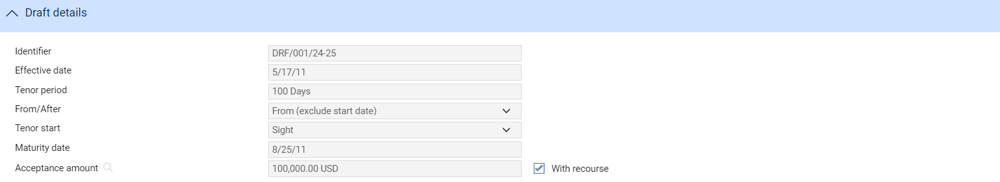 Draft details
Identifier DRF/001/24-25
Effective date 5/17/11
Tenor period 100 Days
From/After From (exclude start date)
Tenor start Sight
Maturity date 8/25/11
Acceptance amount 100,000.00 USD With recourse